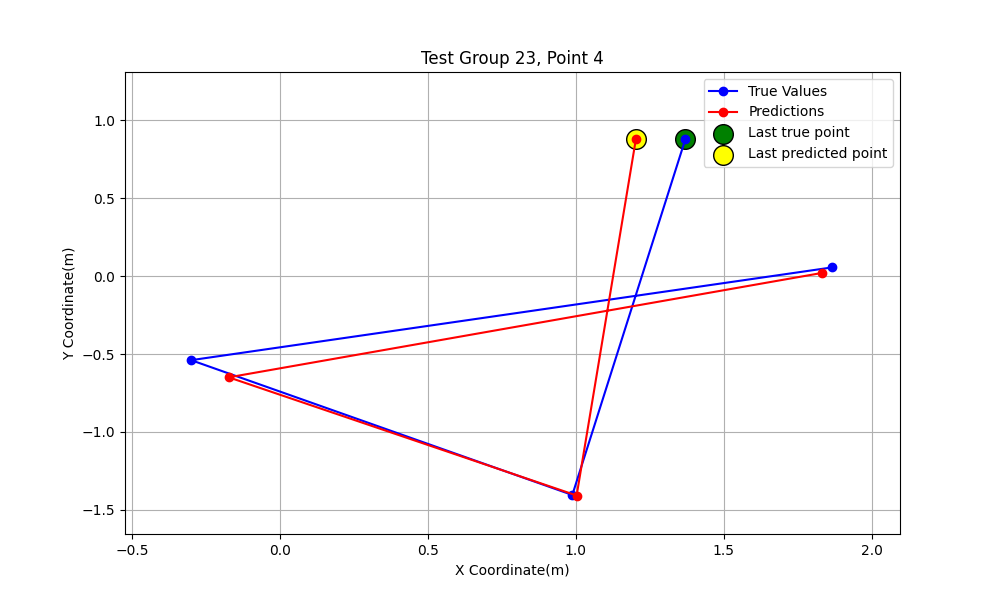 Test Group 23, Point 4
True Values
Predictions
Last true point
Last predicted point
1.0
0.5
0.0
−0.5
−1.0
−1.5
Y Coordinate(m)
−0.5 0.0 0.5 1.0 1.5 2.0
X Coordinate(m)